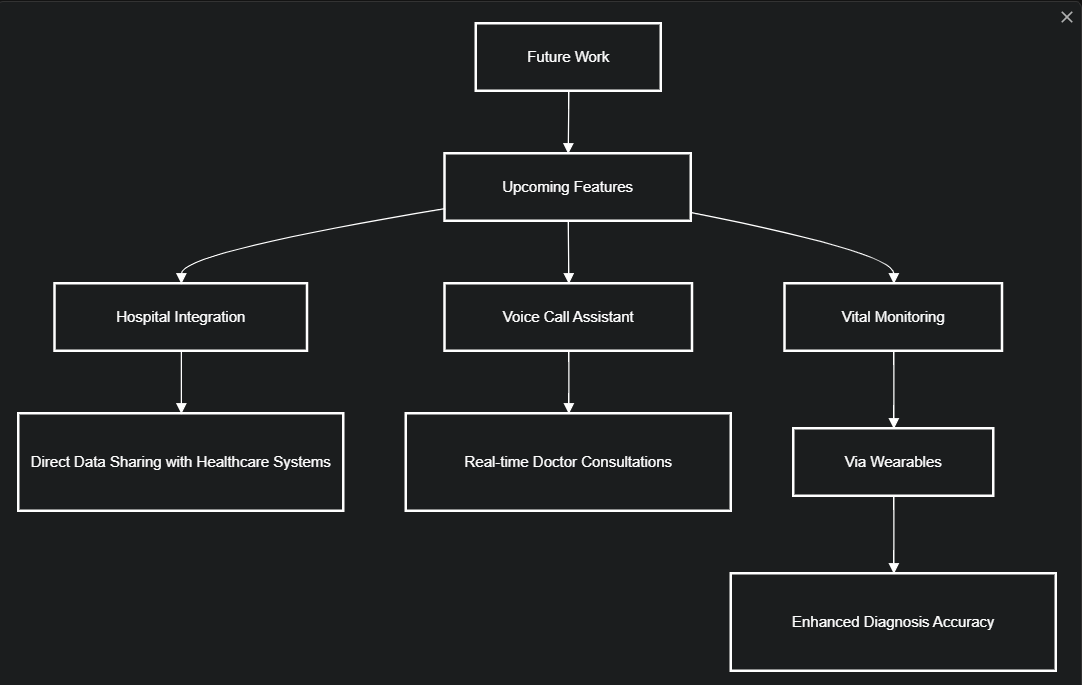 Future Work
Upcoming Features
Hospital Integration
Voice Call Assistant
Vital Monitoring
Direct Data Sharing with Healthcare Systems
Real-time Doctor Consultations
Via Wearables
Enhanced Diagnosis Accuracy